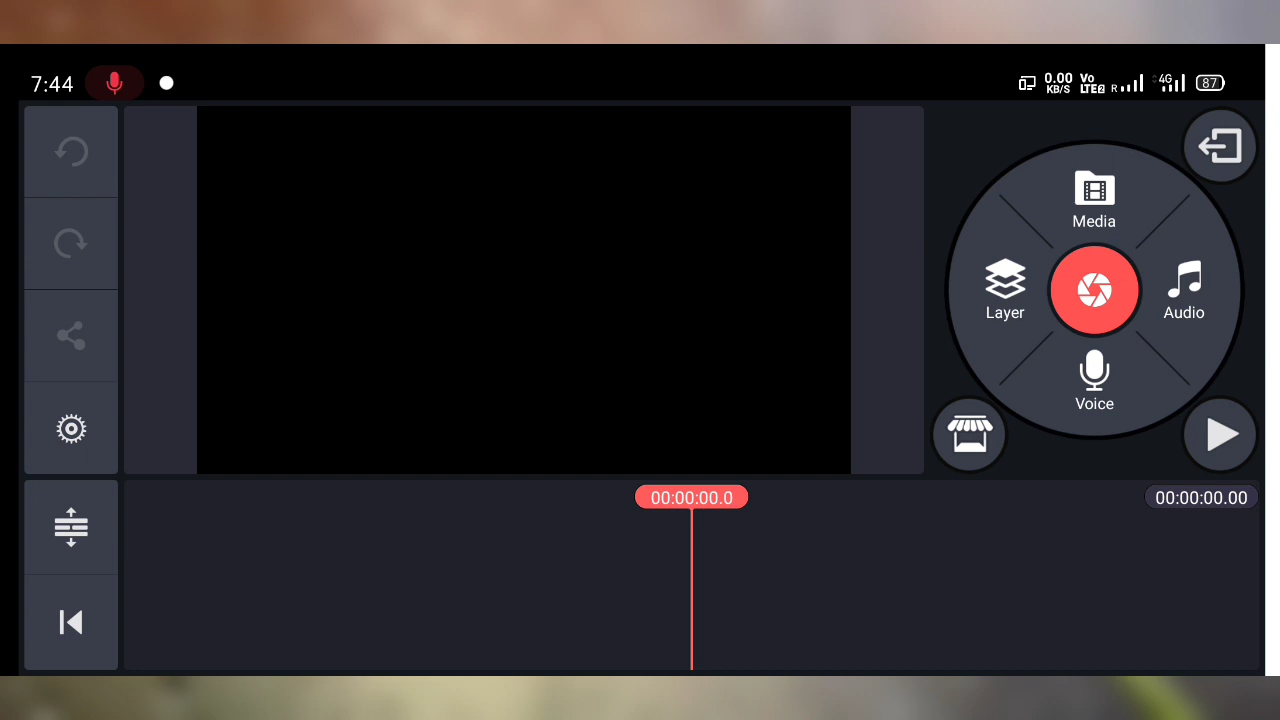 7:44
0.00 KB/S
Vo LTE2
R
4G
87
Media
Layer
Audio
Voice
00:00:00.0
00:00:00.00